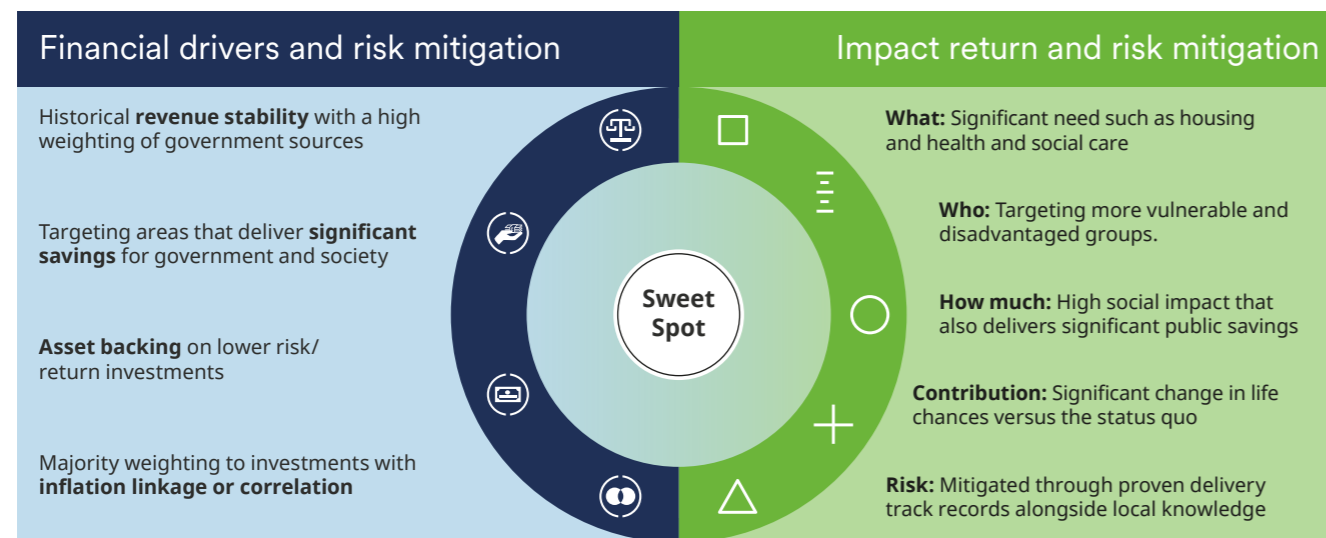 Financial drivers and risk mitigation
Impact return and risk mitigation
Historical revenue stability with a high
weighting of government sources
Targeting areas that deliver significant
savings for government and society
Asset backing on lower risk/
return investments
Majority weighting to investments with
inflation linkage or correlation
Sweet
Spot
What: Significant need such as housing
and health and social care
Who: Targeting more vulnerable and
disadvantaged groups.
How much: High social impact that
also delivers significant public savings
Contribution: Significant change in life
chances versus the status quo
Risk: Mitigated through proven delivery
track records alongside local knowledge